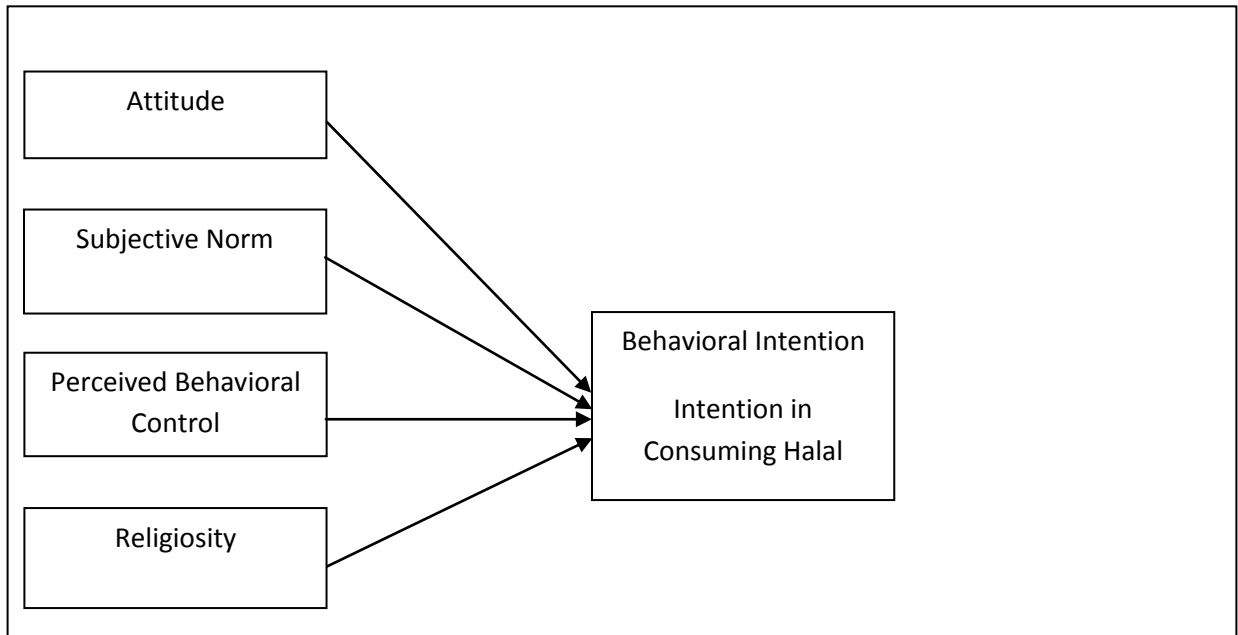 Attitude
Subjective Norm
Perceived Behavioral
Control
Religiosity
Behavioral Intention
Intention in
Consuming Halal